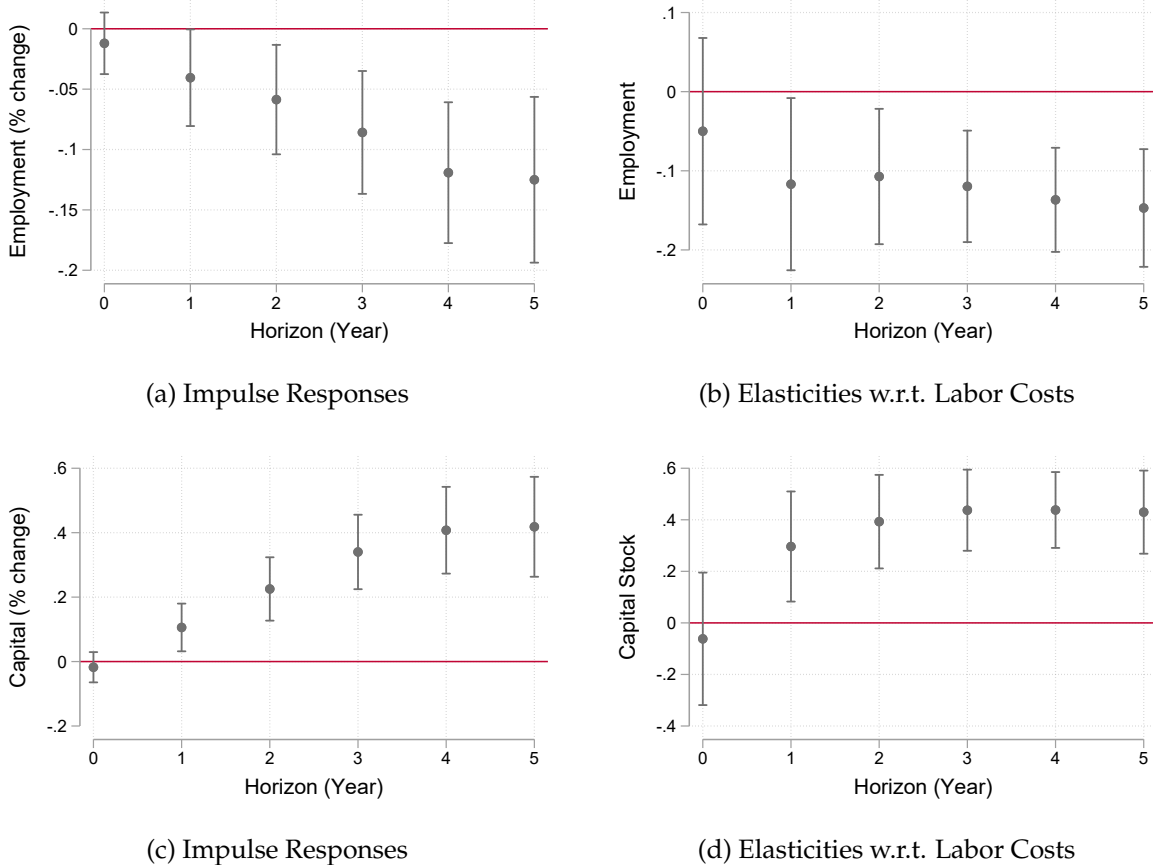 Employment (% change)
0
-.05
-.1
-.15
-.2
0 1 2 3 4 5
Horizon (Year)
(a) Impulse Responses
Employment
.1
0
-.1
-.2
0 1 2 3 4 5
Horizon (Year)
(b) Elasticities w.r.t. Labor Costs
Capital (% change)
.6
.4
.2
0
-.2
0 1 2 3 4 5
Horizon (Year)
(c) Impulse Responses
Capital Stock
.6
.4
.2
0
-.2
-.4
0 1 2 3 4 5
Horizon (Year)
(d) Elasticities w.r.t. Labor Costs